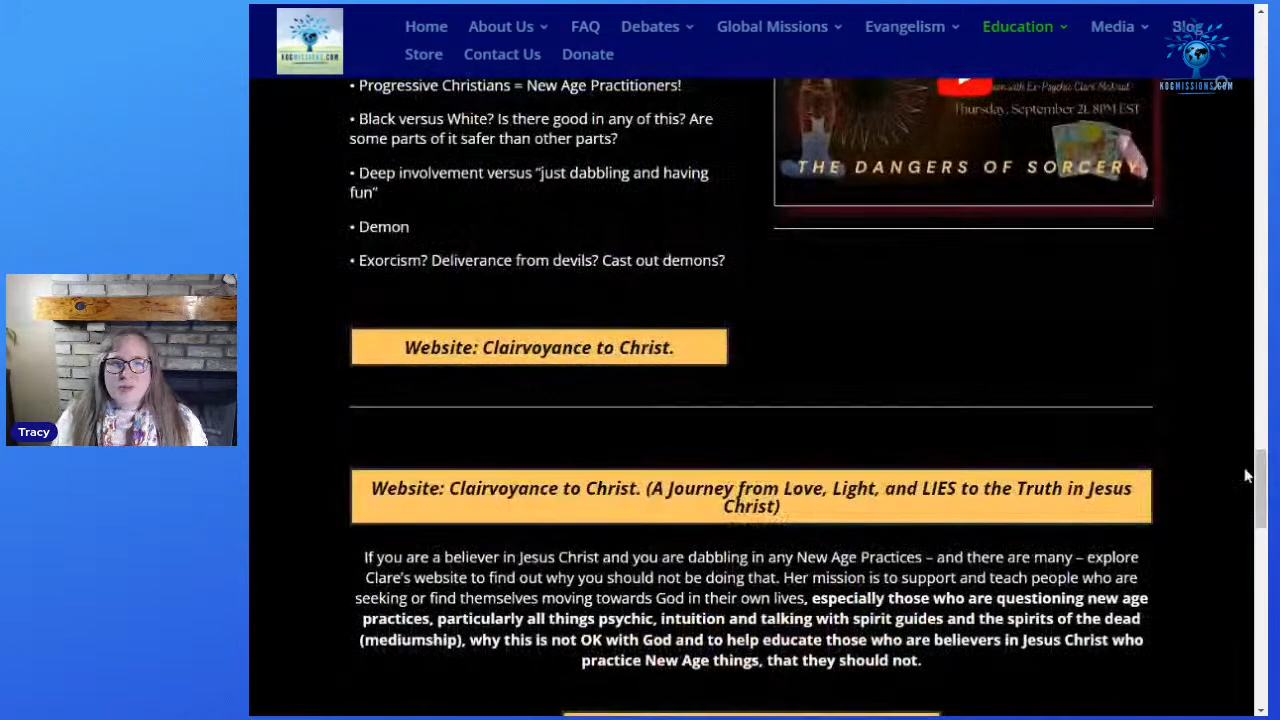 Home About Us FAQ Debates Global Missions Evangelism Education Media Blog
Store Contact Us Donate
KOGMISSIONS.COM
KOGMISSIONS.COM
• Progressive Christians = New Age Practitioners!
• Black versus White? Is there good in any of this? Are
some parts of it safer than other parts?
• Deep involvement versus “just dabbling and having
fun”
• Demon
• Exorcism? Deliverance from devils? Cast out demons?
with Ex-Psychic Clare
Thursday, September 21, 8PM EST
THE DANGERS OF SORCERY
Website: Clairvoyance to Christ.
Tracy
Website: Clairvoyance to Christ. (A Journey from Love, Light, and LIES to the Truth in Jesus
Christ)
If you are a believer in Jesus Christ and you are dabbling in any New Age Practices – and there are many – explore
Clare's website to find out why you should not be doing that. Her mission is to support and teach people who are
seeking or find themselves moving towards God in their own lives, especially those who are questioning new age
practices, particularly all things psychic, intuition and talking with spirit guides and the spirits of the dead
(mediumship), why this is not OK with God and to help educate those who are believers in Jesus Christ who
practice New Age things, that they should not.